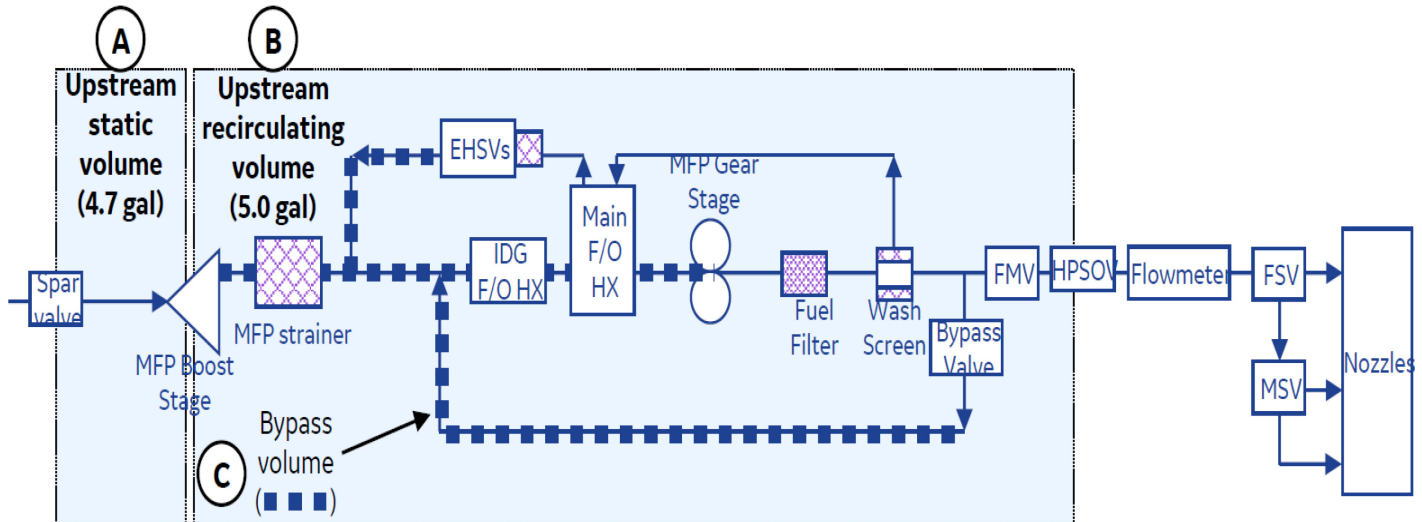 A
Upstream
static
volume
(4.7 gal)
B
Upstream
recirculating
volume
(5.0 gal)
EHSVs
MFP Gear
Stage
Main
F/O
HX
IDG
F/O HX
Spar
valve
MFP strainer
MFP Boost
Stage
Fuel
Filter
Wash
Screen
Bypass
Valve
FMV
HPSOV
Flowmeter
FSV
MSV
Nozzles
C
Bypass
volume
( )